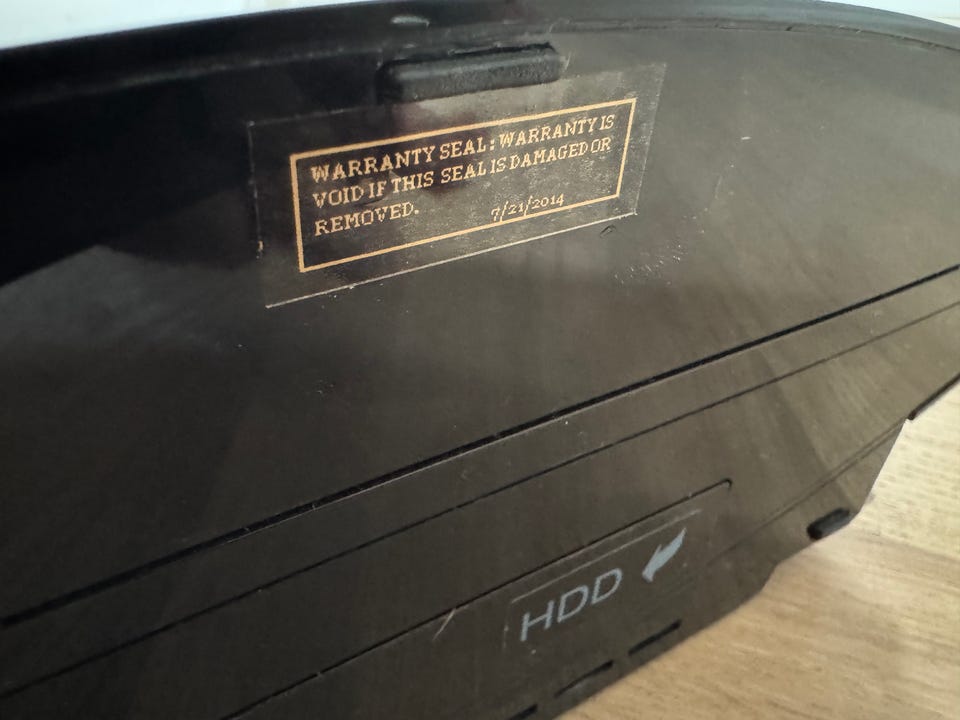 WARRANTY SEAL: WARRANTY IS
VOID IF THIS SEAL IS DAMAGED OR
REMOVED. 7/21/2014
HDD